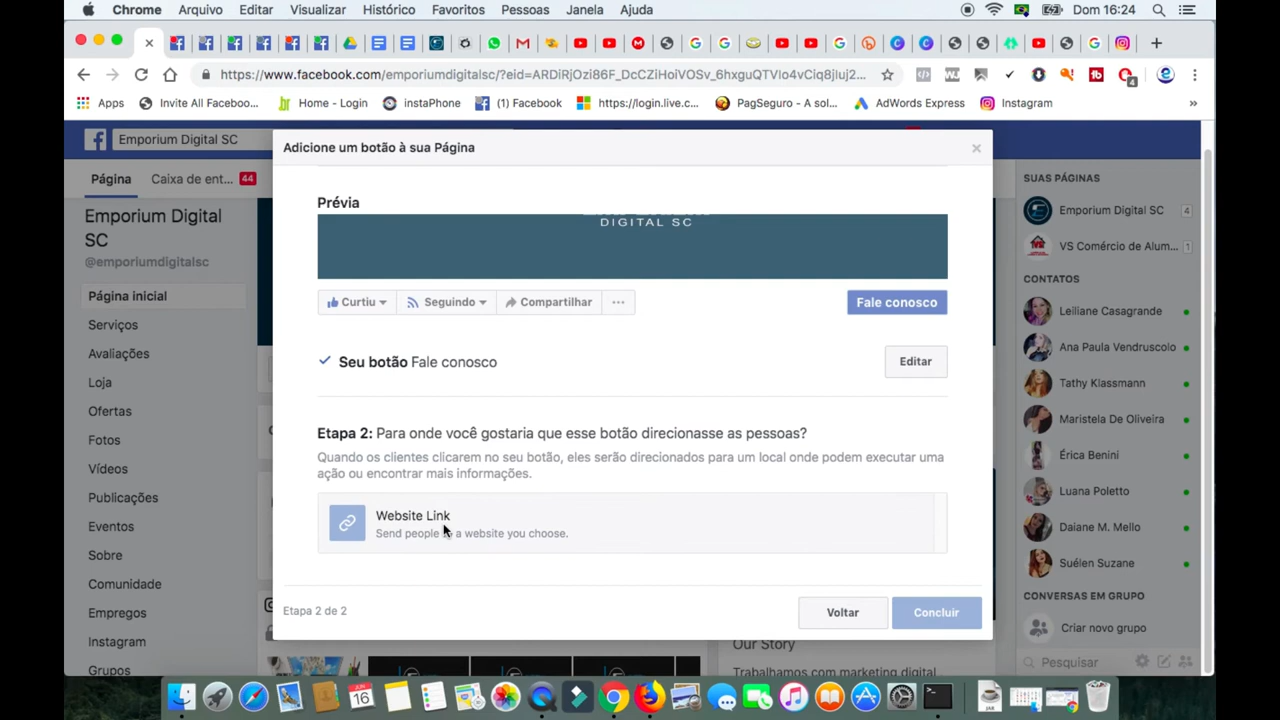 Chrome Arquivo Editar Visualizar Histórico Favoritos Pessoas Janela Ajuda Dom 16:24
https://www.facebook.com/emporiumdigitalsc/?eid=ARDiRjOzi86F_DcCZiHoiVOSv_6hxguQTVIo4vCiq8jIuj2...
4
Apps Invite All Faceboo... Home - Login instaPhone (1) Facebook https://login.live.c... PagSeguro - A sol... AdWords Express Instagram »
Emporium Digital SC
Página Caixa de ent... 44
Emporium Digital
SC
@emporiumdigitalsc
Página inicial
Serviços
Avaliações
Loja
Ofertas
Fotos
Vídeos
Publicações
Eventos
Sobre
Comunidade
Empregos
Instagram
Grupos
Adicione um botão à sua Página
Prévia
DIGITAL SC
Curtiu Seguindo Compartilhar ... Fale conosco
Seu botão Fale conosco Editar
Etapa 2: Para onde você gostaria que esse botão direcionasse as pessoas?
Quando os clientes clicarem no seu botão, eles serão direcionados para um local onde podem executar uma
ação ou encontrar mais informações.
Website Link
Send people a website you choose.
Etapa 2 de 2 Voltar Concluir
Our Story
Trabalhamos com marketing digital
SUAS PÁGINAS
Emporium Digital SC 4
VS Comércio de Alum... 1
CONTATOS
Leiliane Casagrande
Ana Paula Vendruscolo
Tathy Klassmann
Maristela De Oliveira
Érica Benini
Luana Poletto
Daiane M. Mello
Suélen Suzane
CONVERSAS EM GRUPO
Criar novo grupo
Pesquisar
JUN
16
JAR